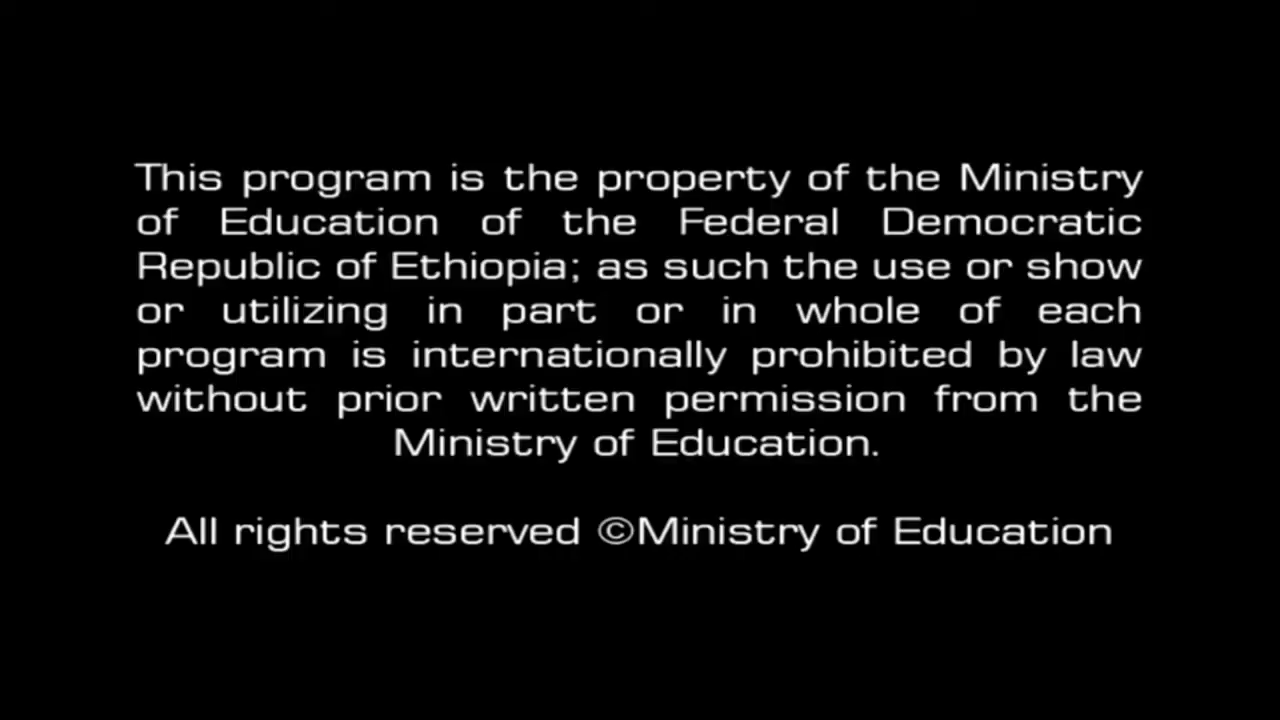 This program is the property of the Ministry
of Education of the Federal Democratic
Republic of Ethiopia; as such the use or show
or utilizing in part or in whole of each
program is internationally prohibited by law
without prior written permission from the
Ministry of Education.
All rights reserved ©Ministry of Education